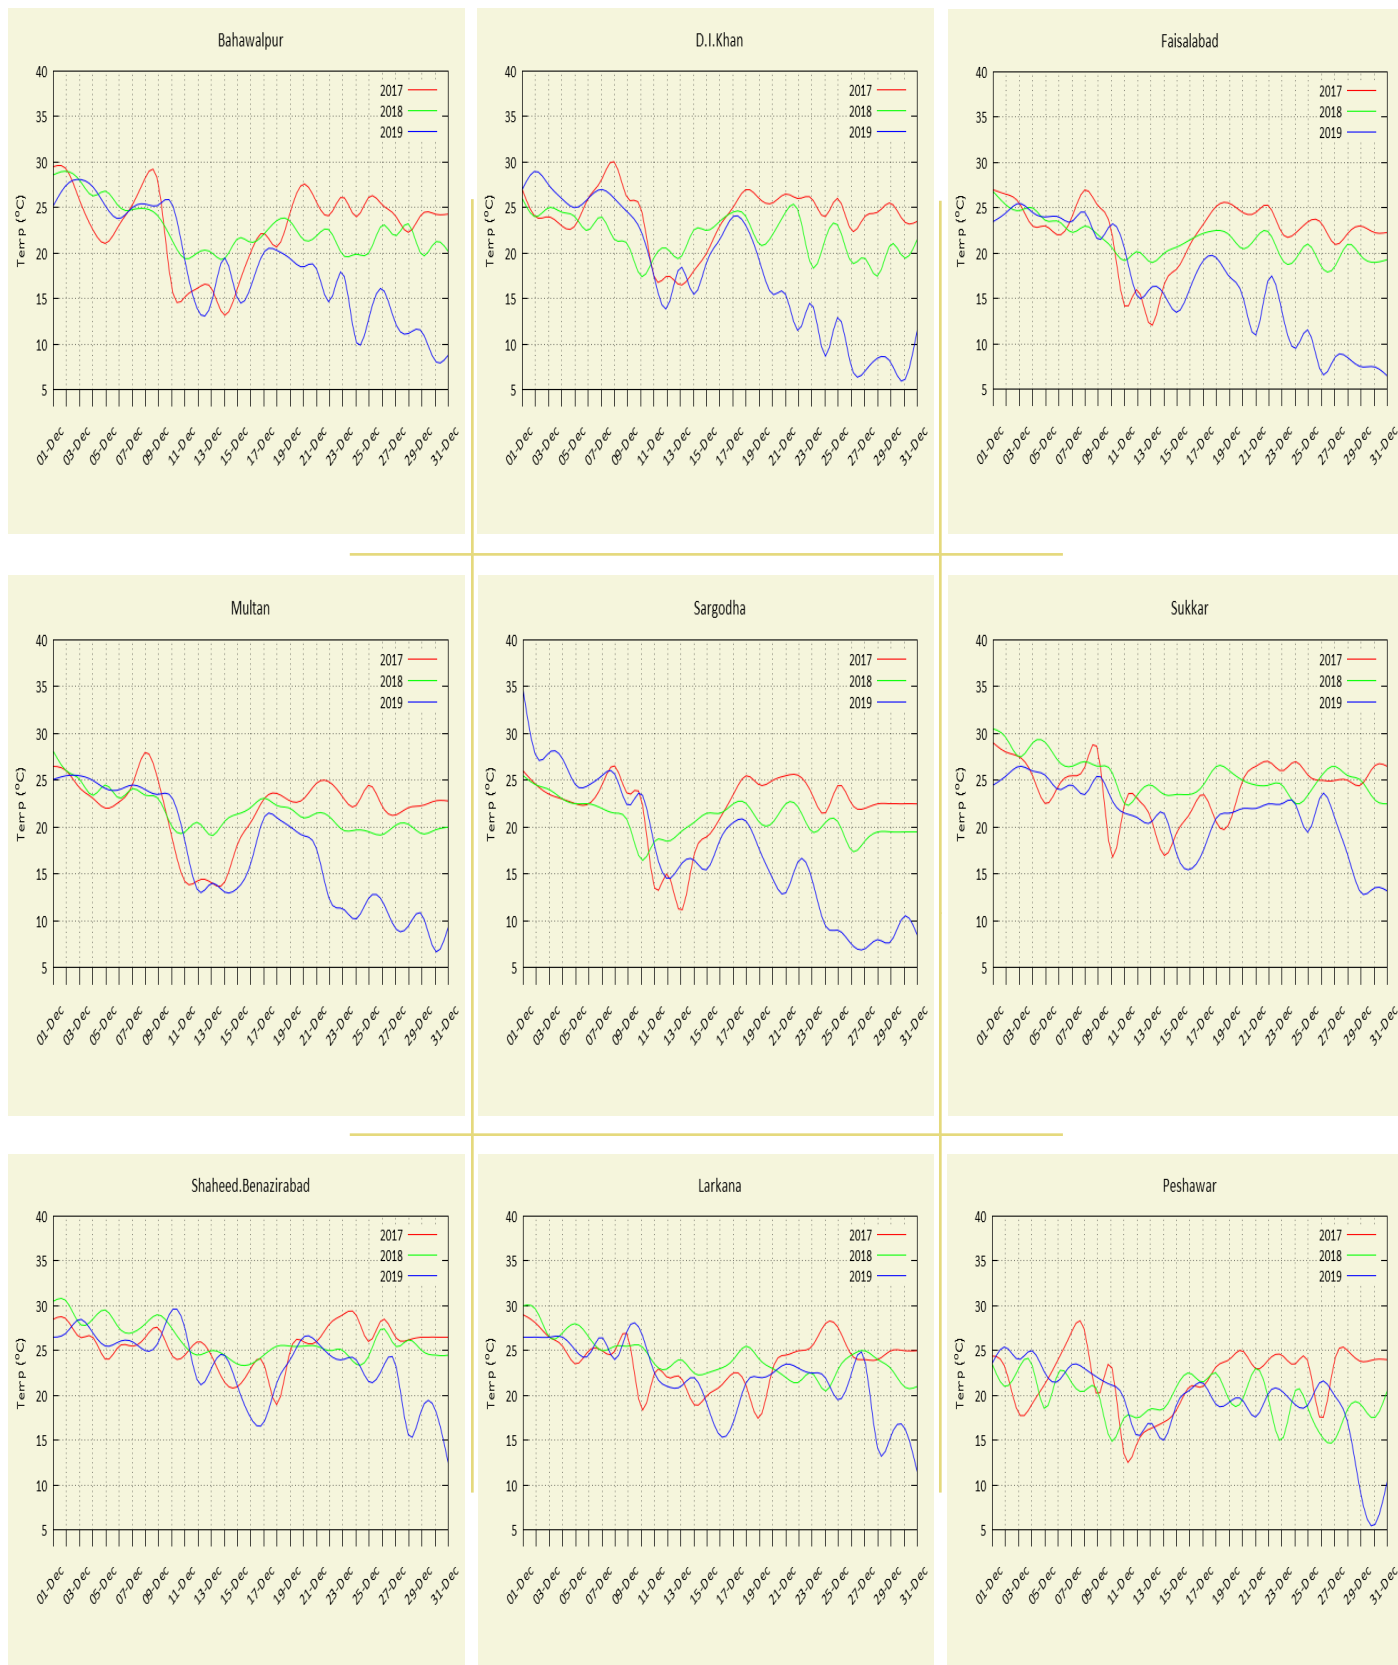 Bahawalpur
Temp (°C)
40
35
30
25
20
15
10
5
2017
2018
2019
01-Dec
03-Dec
05-Dec
07-Dec
09-Dec
11-Dec
13-Dec
15-Dec
17-Dec
19-Dec
21-Dec
23-Dec
25-Dec
27-Dec
29-Dec
31-Dec
D.I.Khan
Temp (°C)
40
35
30
25
20
15
10
5
2017
2018
2019
01-Dec
03-Dec
05-Dec
07-Dec
09-Dec
11-Dec
13-Dec
15-Dec
17-Dec
19-Dec
21-Dec
23-Dec
25-Dec
27-Dec
29-Dec
31-Dec
Faisalabad
Temp (°C)
40
35
30
25
20
15
10
5
2017
2018
2019
01-Dec
03-Dec
05-Dec
07-Dec
09-Dec
11-Dec
13-Dec
15-Dec
17-Dec
19-Dec
21-Dec
23-Dec
25-Dec
27-Dec
29-Dec
31-Dec
Multan
Temp (°C)
40
35
30
25
20
15
10
5
2017
2018
2019
01-Dec
03-Dec
05-Dec
07-Dec
09-Dec
11-Dec
13-Dec
15-Dec
17-Dec
19-Dec
21-Dec
23-Dec
25-Dec
27-Dec
29-Dec
31-Dec
Sargodha
Temp (°C)
40
35
30
25
20
15
10
5
2017
2018
2019
01-Dec
03-Dec
05-Dec
07-Dec
09-Dec
11-Dec
13-Dec
15-Dec
17-Dec
19-Dec
21-Dec
23-Dec
25-Dec
27-Dec
29-Dec
31-Dec
Sukkar
Temp (°C)
40
35
30
25
20
15
10
5
2017
2018
2019
01-Dec
03-Dec
05-Dec
07-Dec
09-Dec
11-Dec
13-Dec
15-Dec
17-Dec
19-Dec
21-Dec
23-Dec
25-Dec
27-Dec
29-Dec
31-Dec
Shaheed.Benazirabad
Temp (°C)
40
35
30
25
20
15
10
5
2017
2018
2019
01-Dec
03-Dec
05-Dec
07-Dec
09-Dec
11-Dec
13-Dec
15-Dec
17-Dec
19-Dec
21-Dec
23-Dec
25-Dec
27-Dec
29-Dec
31-Dec
Larkana
Temp (°C)
40
35
30
25
20
15
10
5
2017
2018
2019
01-Dec
03-Dec
05-Dec
07-Dec
09-Dec
11-Dec
13-Dec
15-Dec
17-Dec
19-Dec
21-Dec
23-Dec
25-Dec
27-Dec
29-Dec
31-Dec
Peshawar
Temp (°C)
40
35
30
25
20
15
10
5
2017
2018
2019
01-Dec
03-Dec
05-Dec
07-Dec
09-Dec
11-Dec
13-Dec
15-Dec
17-Dec
19-Dec
21-Dec
23-Dec
25-Dec
27-Dec
29-Dec
31-Dec